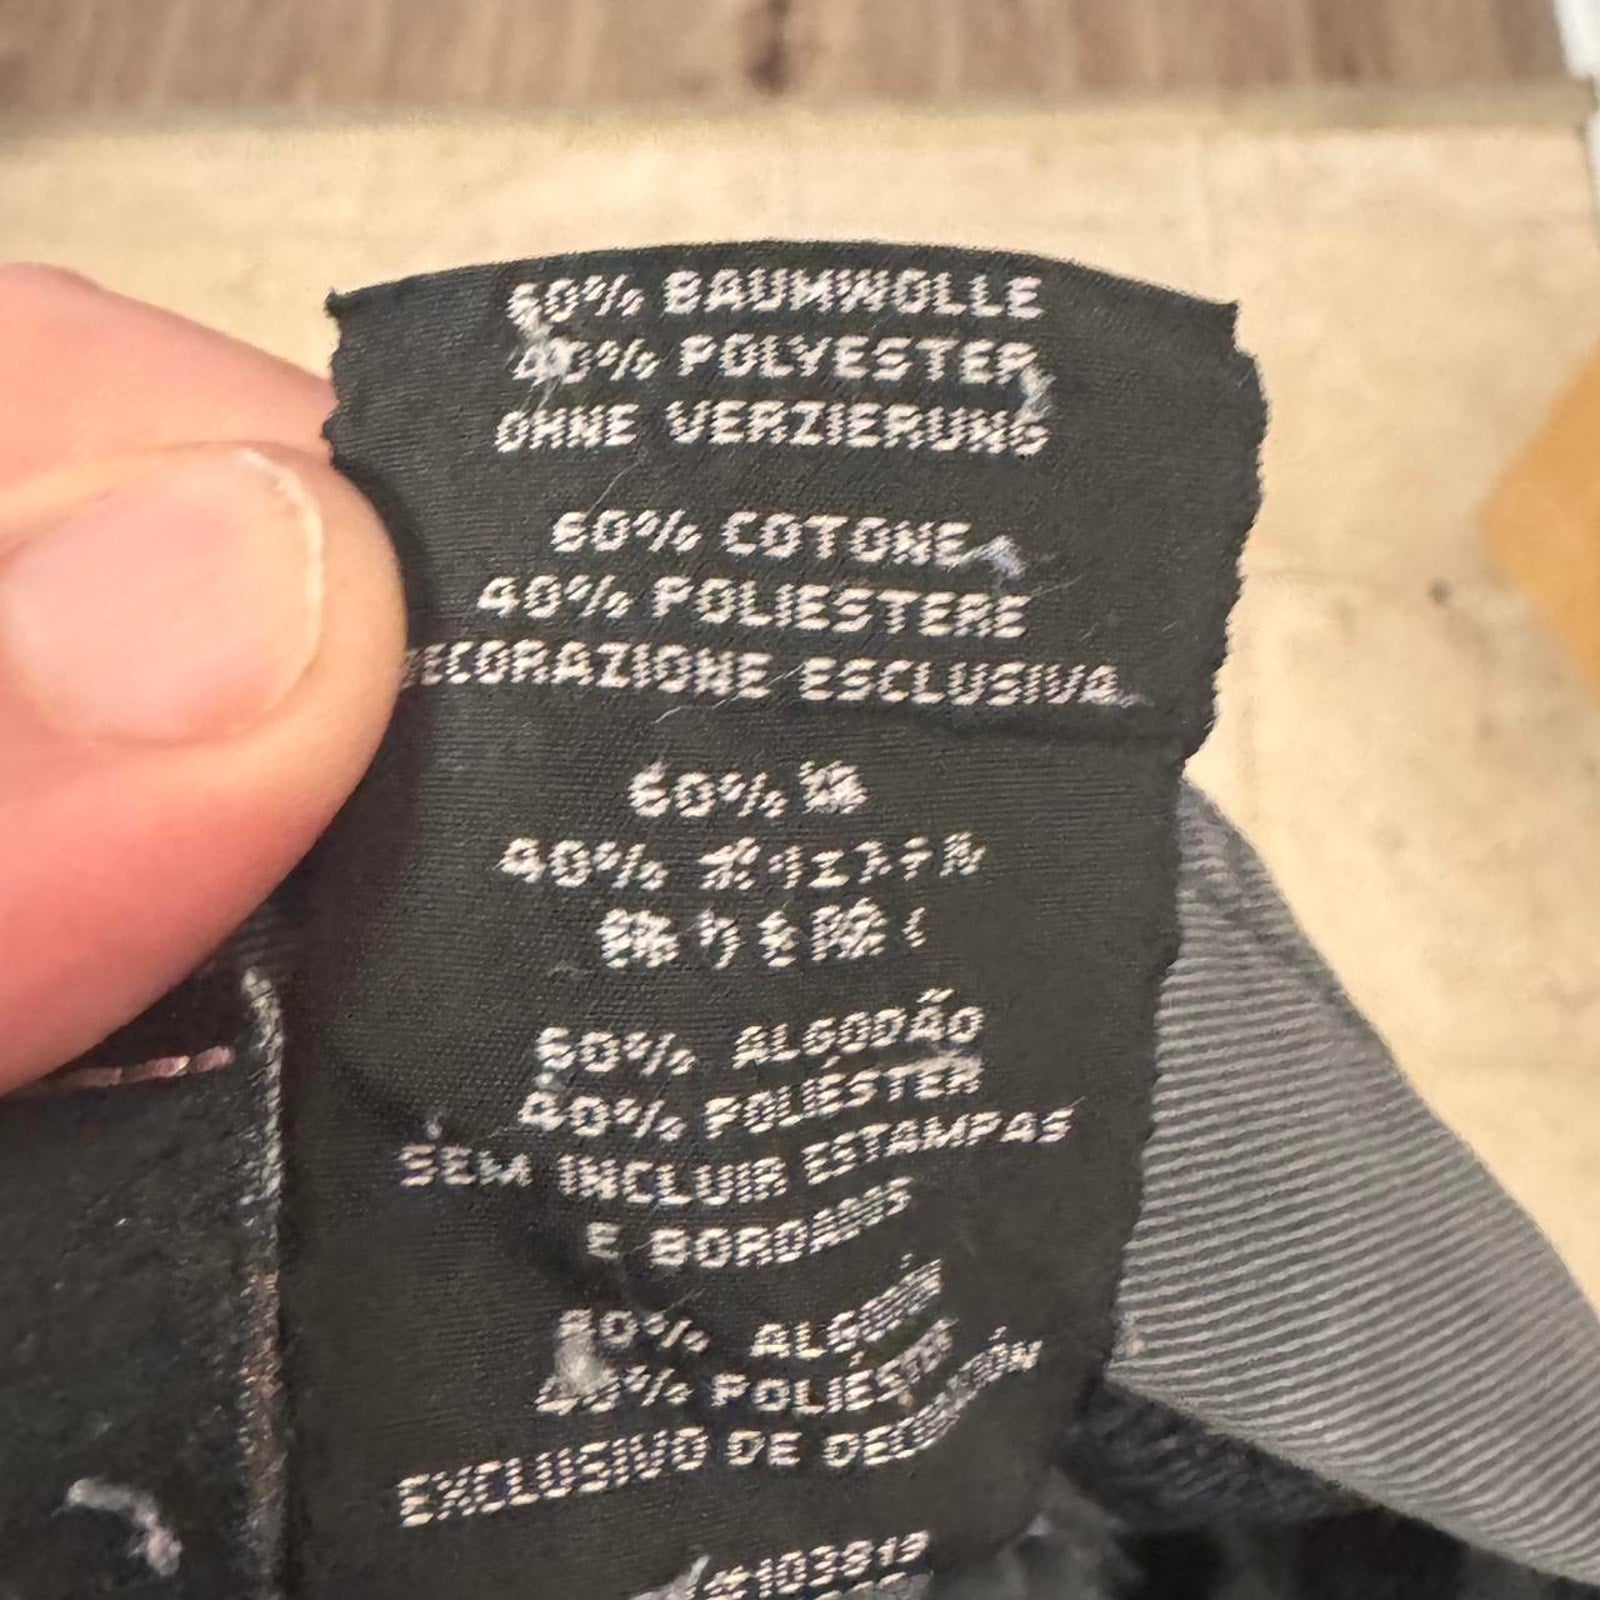 60% BAUMWOLLE
40% POLYESTER
OHNE VERZIERUNG
60% COTONE
40% POLIESTERE
DECORAZIONE ESCLUSIVA
60% 綿
40% ポリエステル
飾りを除く
60% ALGODÃO
40% POLIÉSTER
SEM INCLUIR ESTAMPAS
E BORDADOS
60% ALGODÓN
40% POLIÉSTER
EXCLUSIVO DE DECORACIÓN
103819